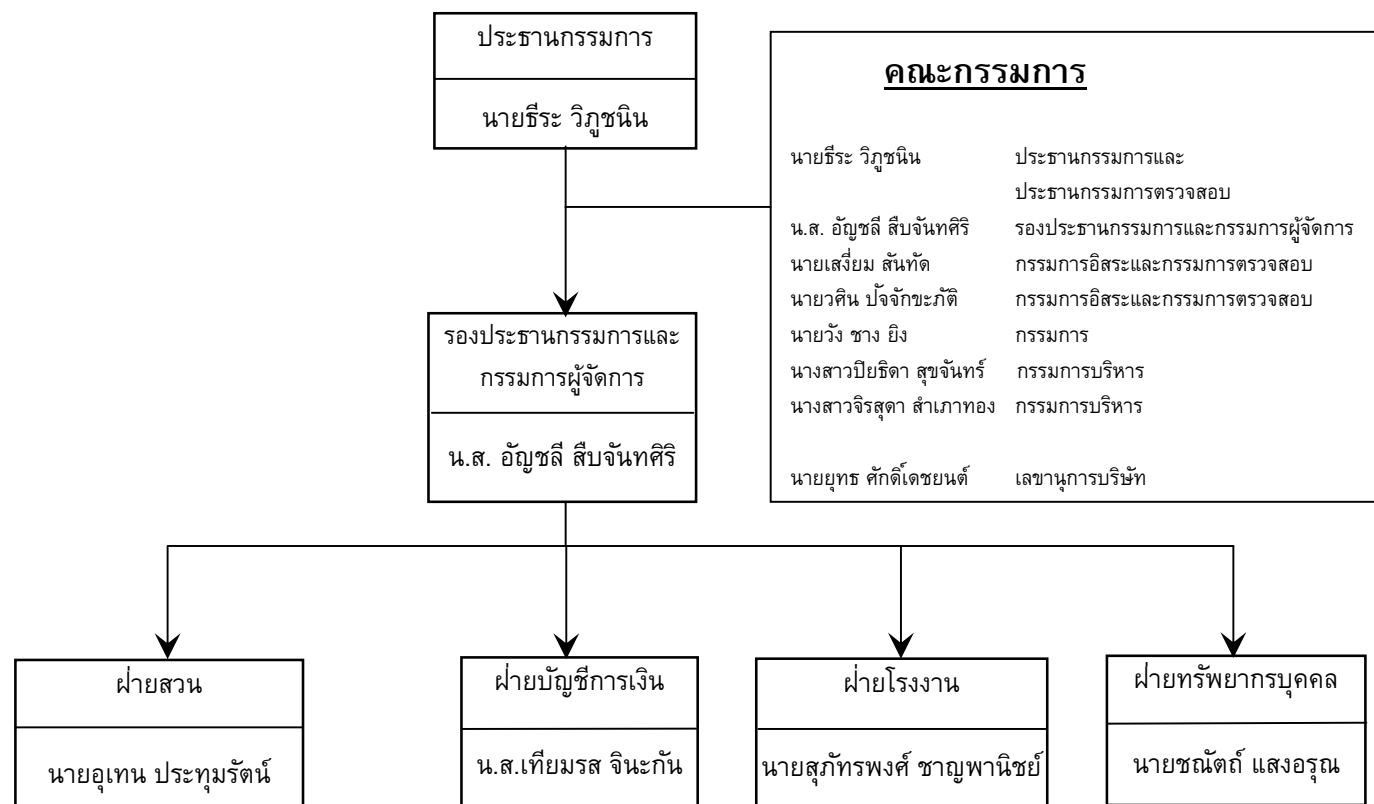 ประธานกรรมการ
นายธีระ วิภูชนิน
คณะกรรมการ
นายธีระ วิภูชนิน ประธานกรรมการและ
ประธานกรรมการตรวจสอบ
น.ส. อัญชลี สืบจันทศิริ รองประธานกรรมการและกรรมการผู้จัดการ
นายเสงี่ยม สันทัด กรรมการอิสระและกรรมการตรวจสอบ
นายวศิน ปัจจักขะภัติ กรรมการอิสระและกรรมการตรวจสอบ
นายวัง ชาง ยิง กรรมการ
นางสาวปิยธิดา สุขจันทร์ กรรมการบริหาร
นางสาวจิรสุดา สำเภาทอง กรรมการบริหาร
นายยุทธ ศักดิ์เดชยนต์ เลขานุการบริษัท
รองประธานกรรมการและ
กรรมการผู้จัดการ
น.ส. อัญชลี สืบจันทศิริ
ฝ่ายสวน
นายอุเทน ประทุมรัตน์
ฝ่ายบัญชีการเงิน
น.ส.เทียมรส จินะกัน
ฝ่ายโรงงาน
นายสุภัทรพงศ์ ชาญพานิชย์
ฝ่ายทรัพยากรบุคคล
นายชณัตถ์ แสงอรุณ